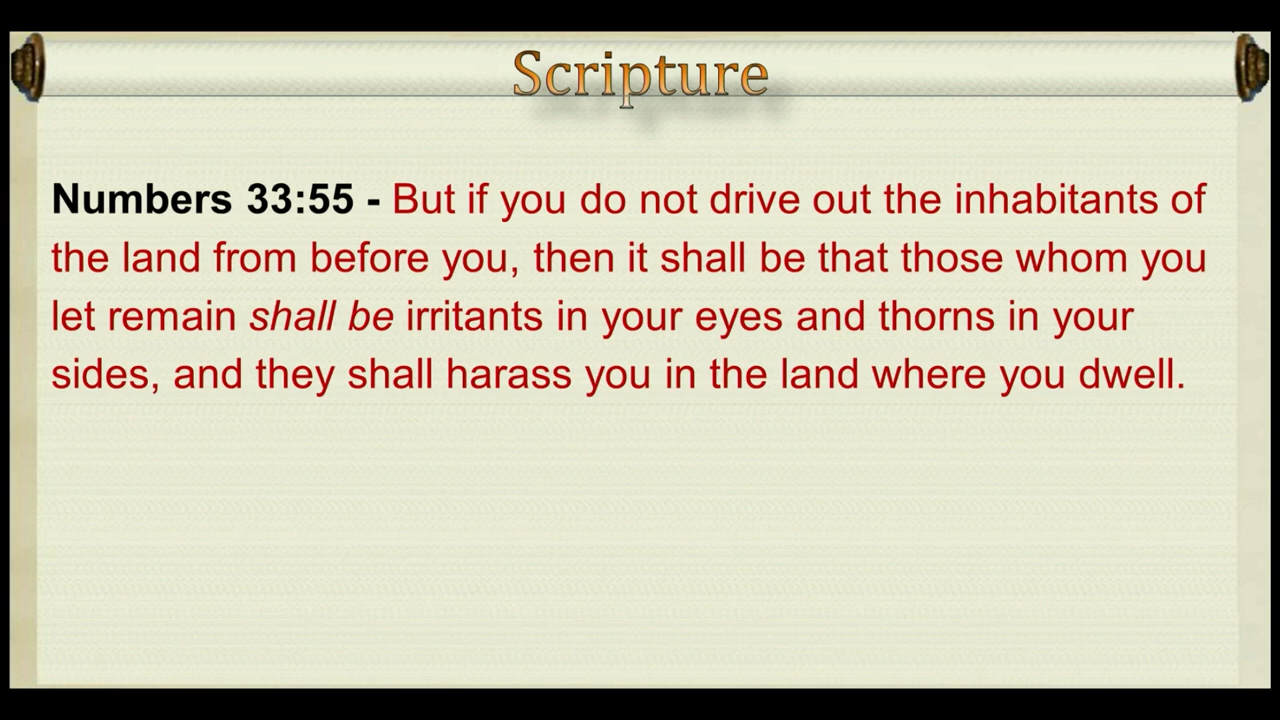 Scripture
Numbers 33:55 - But if you do not drive out the inhabitants of
the land from before you, then it shall be that those whom you
let remain shall be irritants in your eyes and thorns in your
sides, and they shall harass you in the land where you dwell.